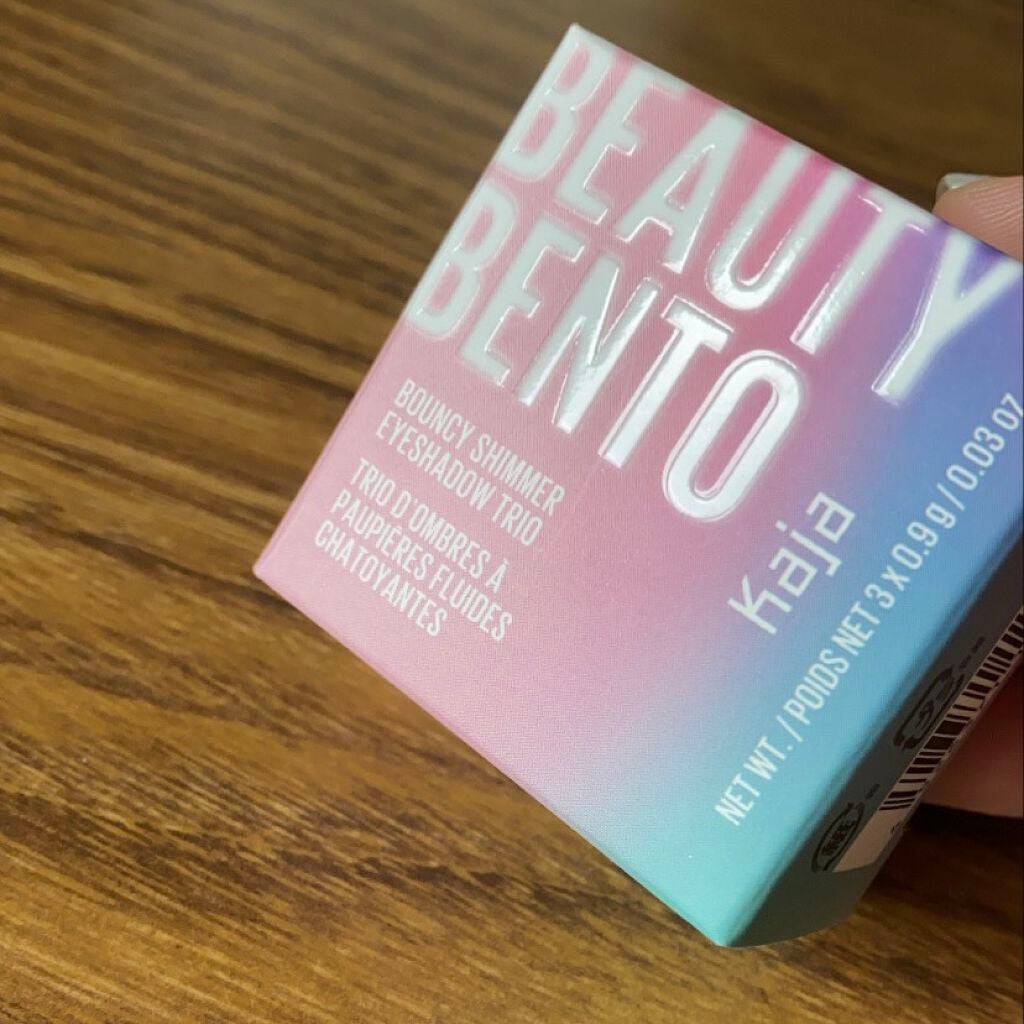 BEAUTY
BENTO
BOUNCY SHIMMER
EYESHADOW TRIO
TRIO D'OMBRES À
PAUPIÈRES FLUIDES
CHATOYANTES
Kaja
NET WT. / POIDS NET 3 X 0.9 g / 0.03 oz